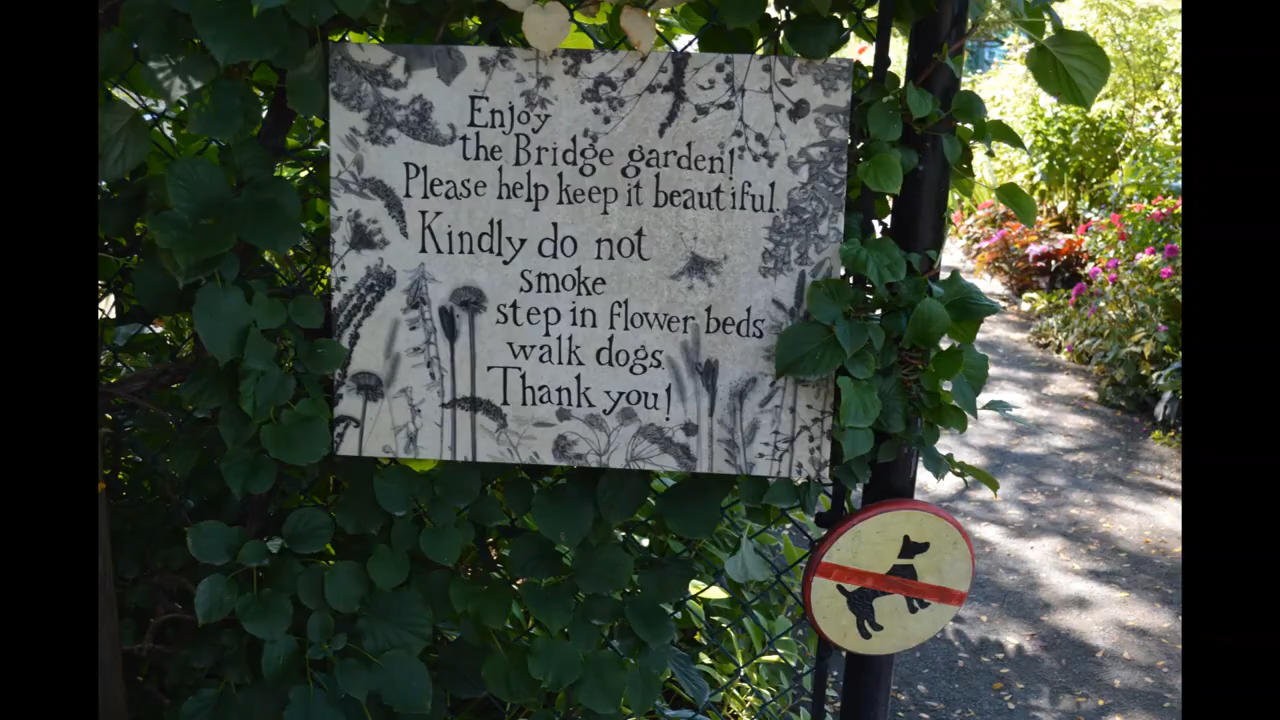 Enjoy
the Bridge garden!
Please help keep it beautiful.
Kindly do not
smoke
step in flower beds
walk dogs.
Thank you!